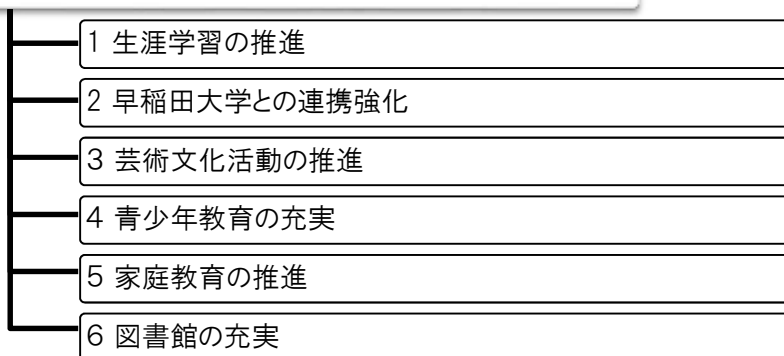 1 生涯学習の推進
2 早稲田大学との連携強化
3 芸術文化活動の推進
4 青少年教育の充実
5 家庭教育の推進
6 図書館の充実